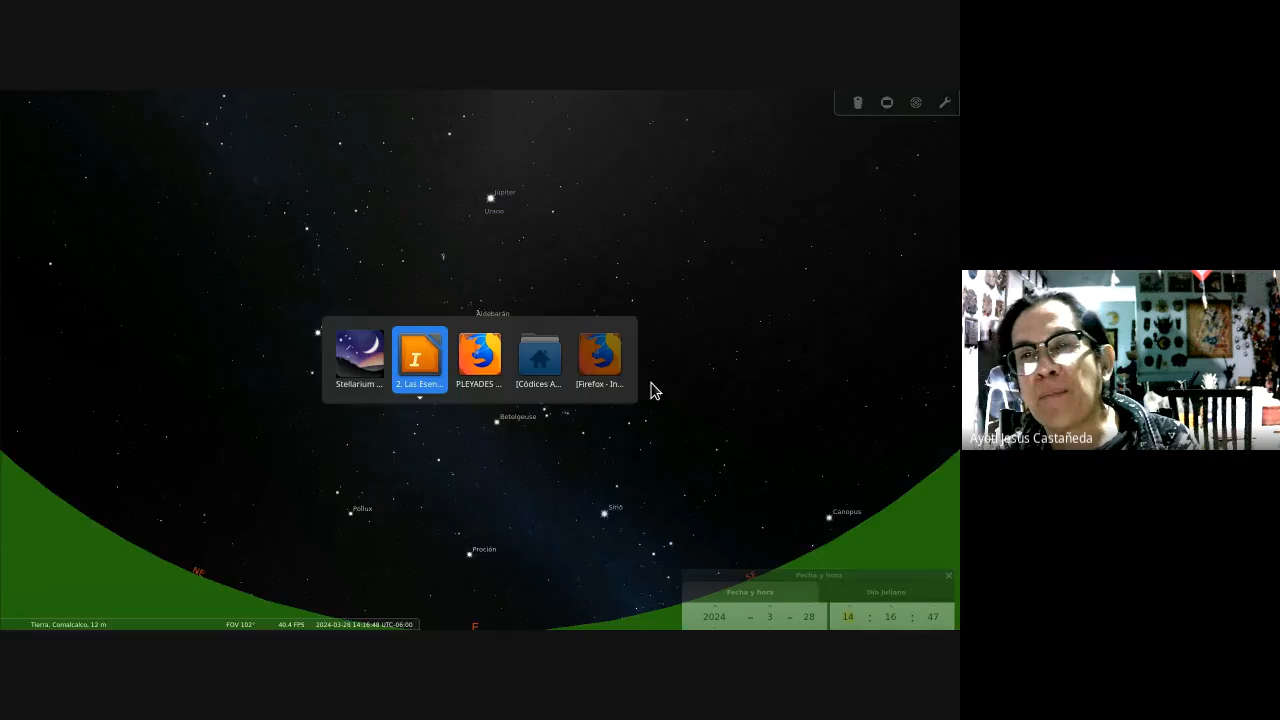 Júpiter
Urano
Aldebarán
Stellarium ...
2. Las Esen...
PLEYADES ...
[Códices A...
[Firefox - In...
Betelgeuse
Pollux
Sirio
Canopus
Proción
NE
SE
E
Fecha y hora
Fecha y hora
Día Juliano
2024 – 3 – 28
14 : 16 : 47
Tierra, Comalcalco, 12 m
FOV 102°
40.4 FPS
2024-03-28 14:16:48 UTC-06:00
Ayotl Jesus Castañeda